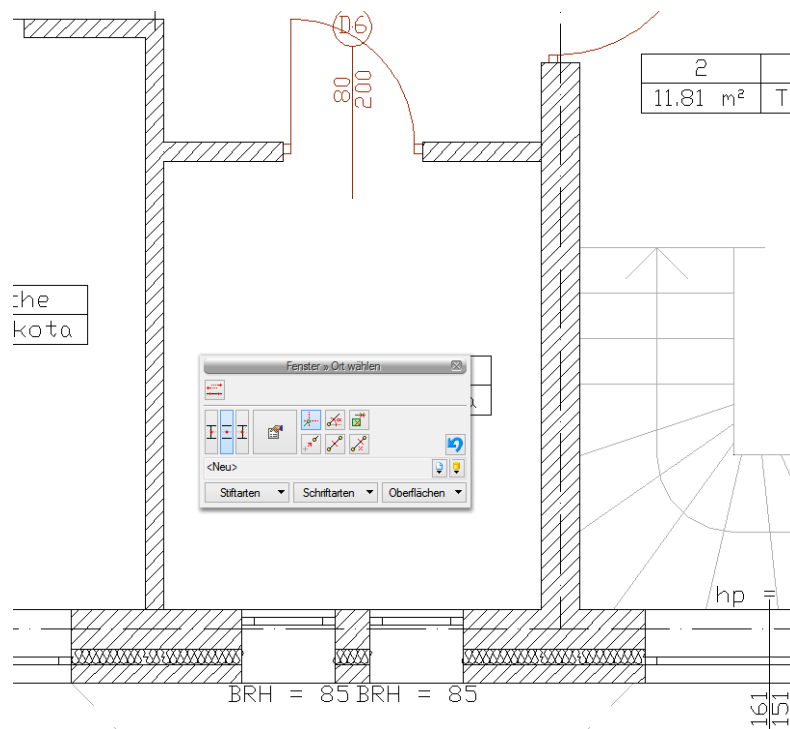 D6
80
200
2
11.81 m² T
che
kota
Fenster » Ort wählen
a
<Neu>
Stiftarten
Schriftarten
Oberflächen
hp =
BRH = 85 BRH = 85
161
151